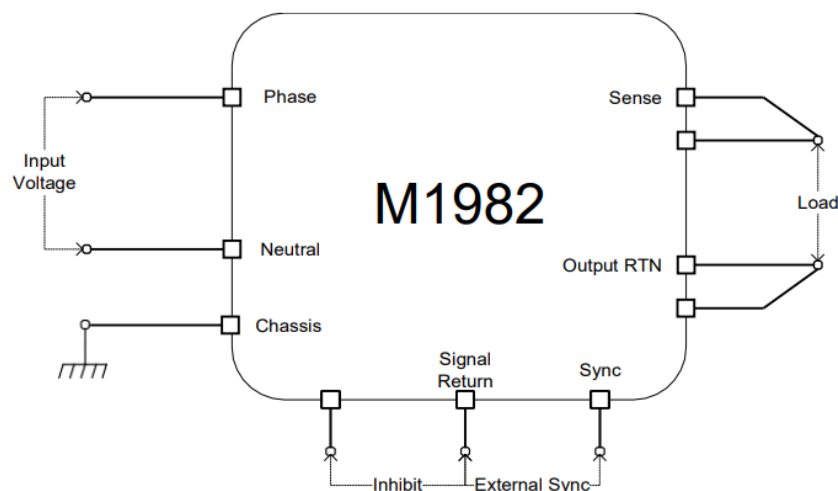 Phase
Sense
Input
Voltage
M1982
Load
Neutral
Output RTN
Chassis
Signal
Return
Sync
Inhibit
External Sync